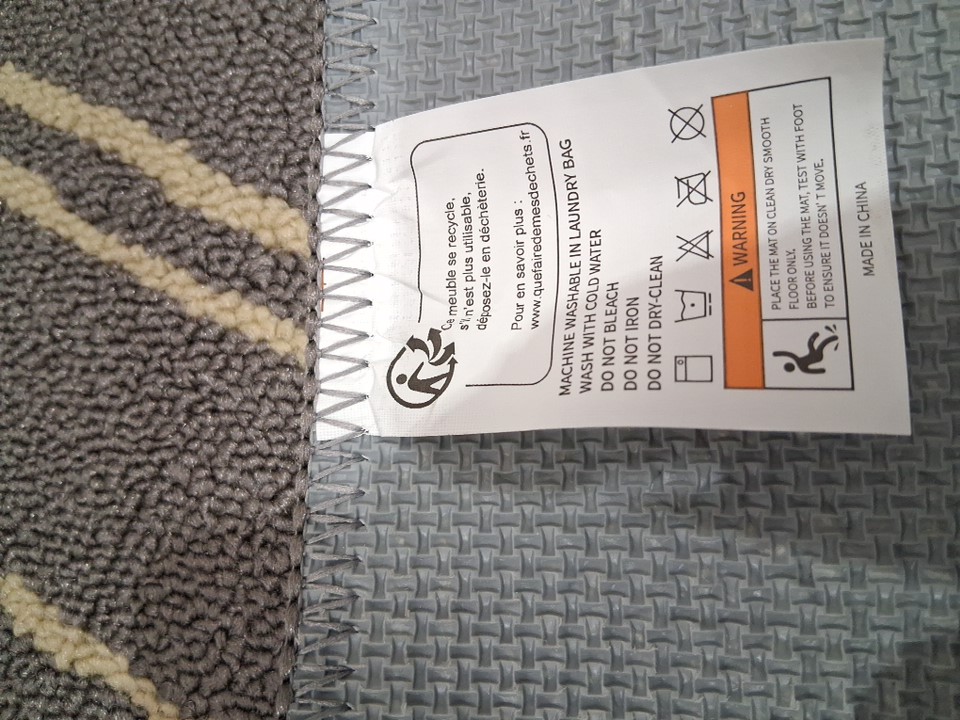 Ce meuble se recycle,
s'il n'est plus utilisable,
déposez-le en déchèterie.
Pour en savoir plus :
www.quefairedemesdechets.fr
MACHINE WASHABLE IN LAUNDRY BAG
WASH WITH COLD WATER
DO NOT BLEACH
DO NOT IRON
DO NOT DRY-CLEAN
WARNING
PLACE THE MAT ON CLEAN DRY SMOOTH
FLOOR ONLY.
BEFORE USING THE MAT, TEST WITH FOOT
TO ENSURE IT DOESN'T MOVE.
MADE IN CHINA